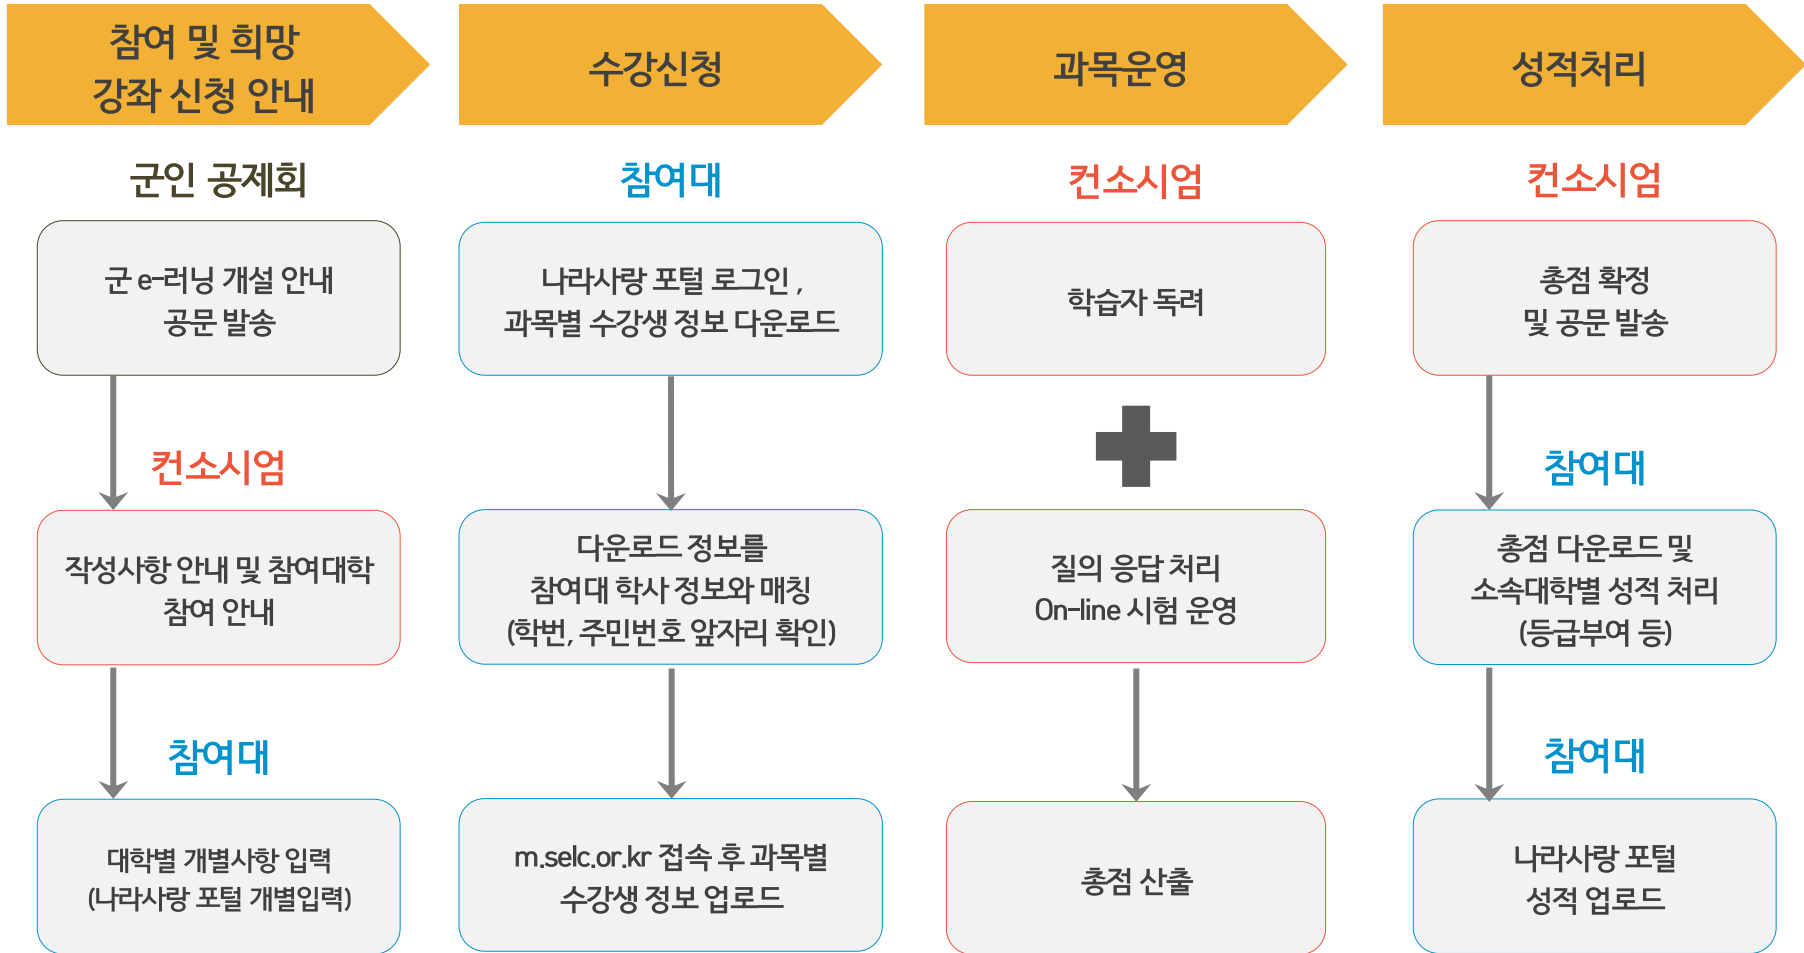 참여 및 희망
강좌 신청 안내
군인 공제회
군 e-러닝 개설 안내
공문 발송
컨소시엄
작성사항 안내 및 참여대학
참여 안내
참여대
대학별 개별사항 입력
(나라사랑 포털 개별입력)
수강신청
참여대
나라사랑 포털 로그인 ,
과목별 수강생 정보 다운로드
다운로드 정보를
참여대 학사 정보와 매칭
(학번, 주민번호 앞자리 확인)
m.selc.or.kr 접속 후 과목별
수강생 정보 업로드
과목운영
컨소시엄
학습자 독려
질의 응답 처리
On-line 시험 운영
총점 산출
성적처리
컨소시엄
총점 확정
및 공문 발송
참여대
총점 다운로드 및
소속대학별 성적 처리
(등급부여 등)
참여대
나라사랑 포털
성적 업로드